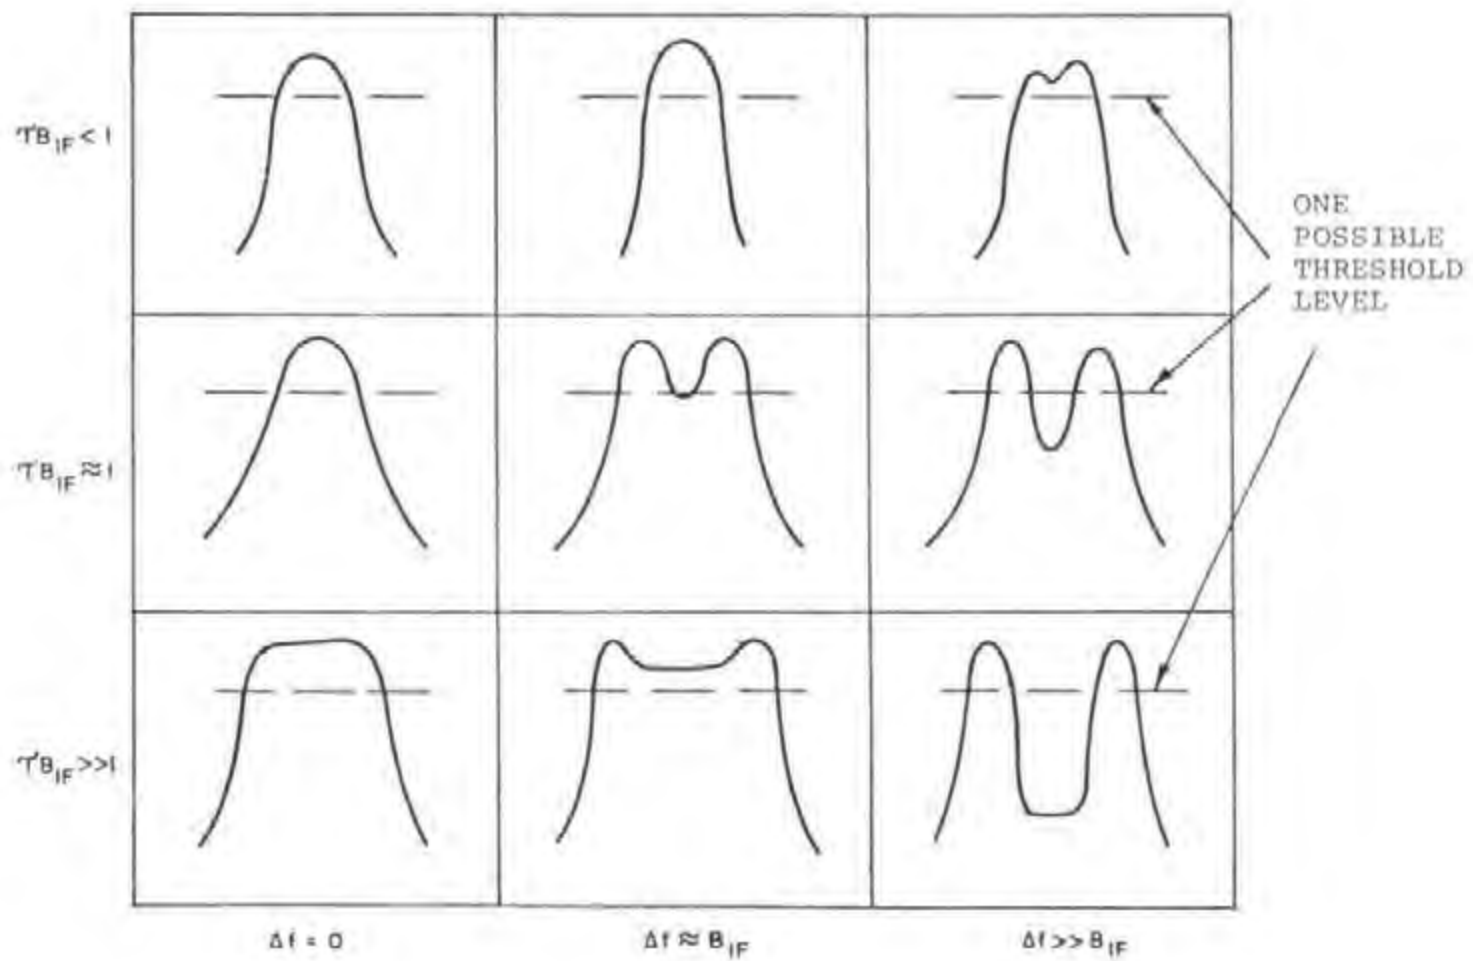 τB_IF < 1
ONE
POSSIBLE
THRESHOLD
LEVEL
τB_IF ≈ 1
τB_IF >>1
Δf = 0
Δf ≈ B_IF
Δf >> B_IF